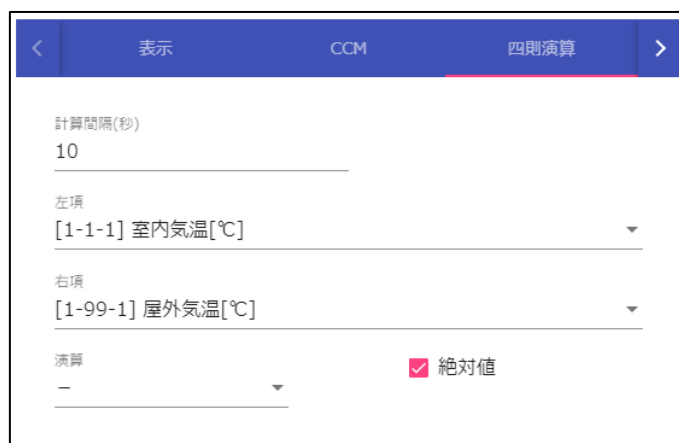 表示 CCM 四則演算
計算間隔(秒)
10
左項
[1-1-1] 室内気温[℃]
右項
[1-99-1] 屋外気温[℃]
演算
－
絶対値